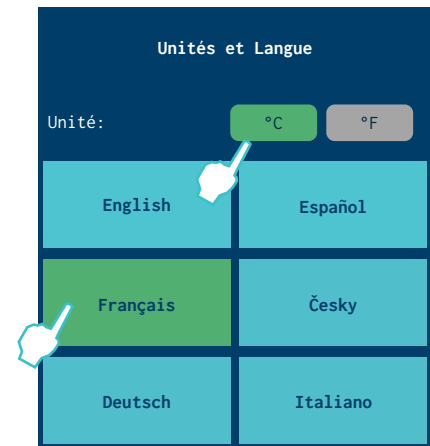 Unités et Langue
Unité: °C °F
English Español
Français Česky
Deutsch Italiano